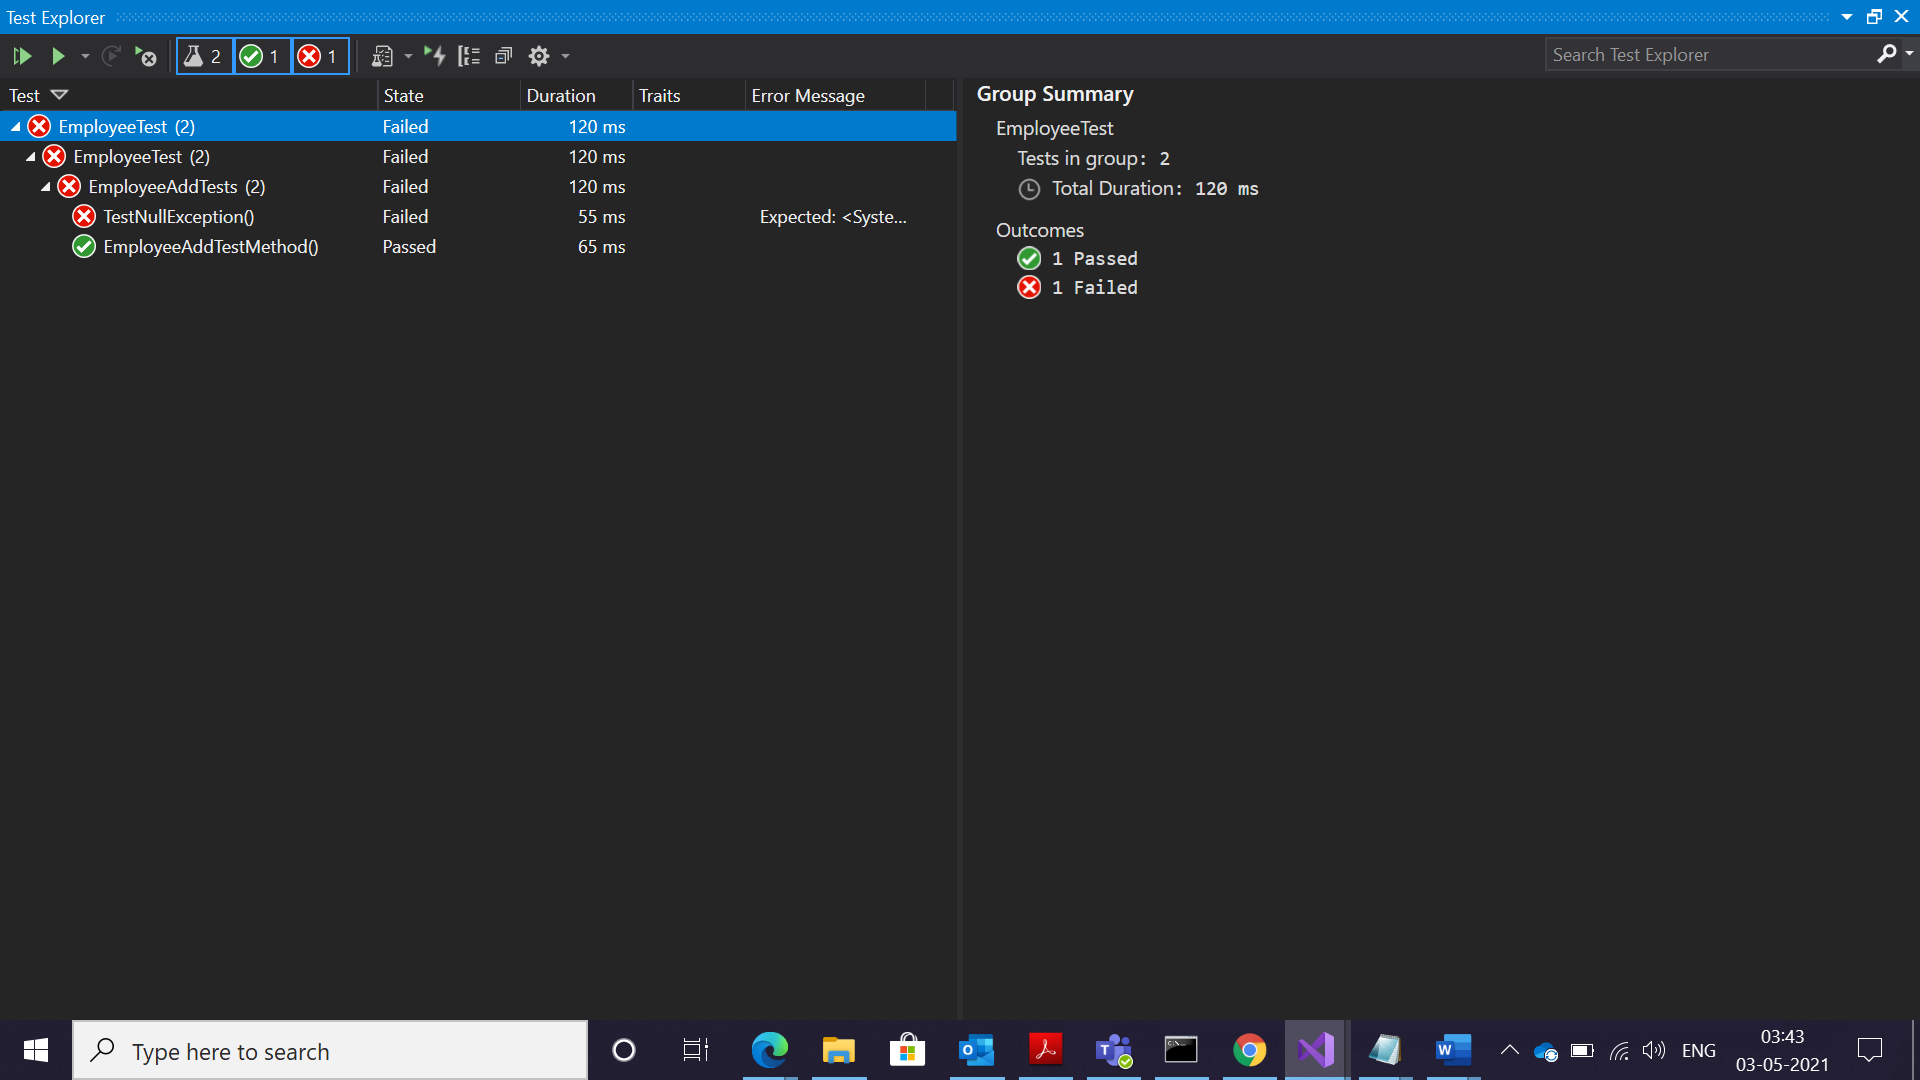 Test Explorer
2 1 1
Search Test Explorer
Test State Duration Traits Error Message
EmployeeTest (2) Failed 120 ms
EmployeeTest (2) Failed 120 ms
EmployeeAddTests (2) Failed 120 ms
TestNullException() Failed 55 ms Expected: <Syste...
EmployeeAddTestMethod() Passed 65 ms
Group Summary
EmployeeTest
Tests in group: 2
Total Duration: 120 ms
Outcomes
1 Passed
1 Failed
Type here to search
ENG
03:43
03-05-2021